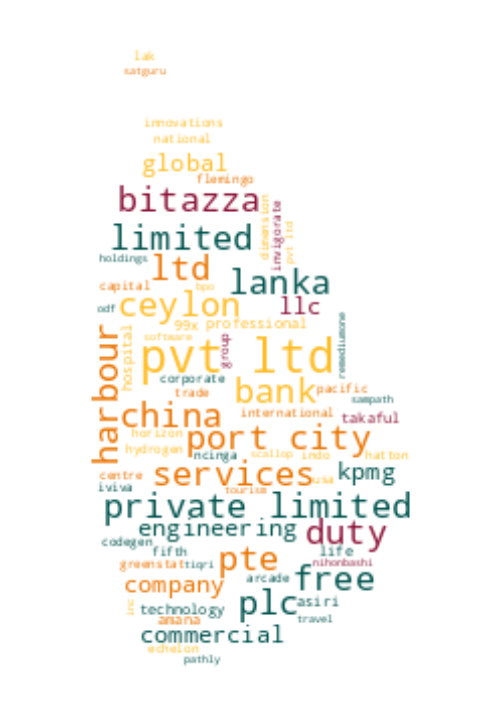 lak
satguru
innovations
national
global
flemingo
bitazza
dimension
invigorate
pvt ltd
limited
holdings
ltd
lanka
capital
bpo
odf
ceylon
llc
99x
professional
remediumone
harbour
hospital
software
group
pvt ltd
corporate
trade
bank
pacific
sampath
china
international
takaful
horizon
port city
hydrogen
ncinga
scallop
indo
hatton
centre
services
usa
kpmg
iviva
tourism
private limited
engineering
duty
codegen
fifth
life
greenstat
tiqri
pte
nihonbashi
arcade
free
company
inc
technology
plc
asiri
amana
travel
commercial
echelon
pathly